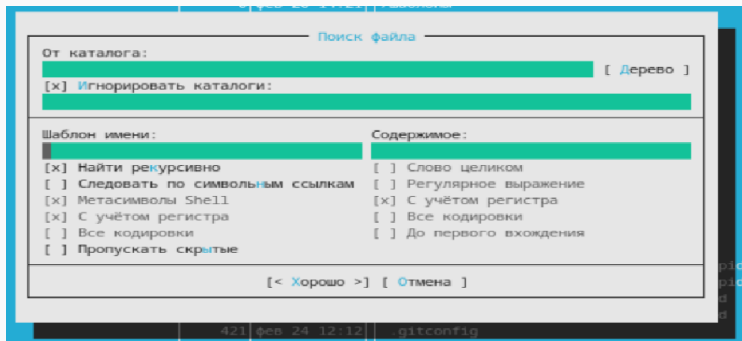 Поиск файла
От каталога:
[ Дерево ]
[x] Игнорировать каталоги:
Шаблон имени: Содержимое:
[x] Найти рекурсивно [ ] Слово целиком
[ ] Следовать по символьным ссылкам [ ] Регулярное выражение
[x] Метасимволы Shell [x] С учётом регистра
[x] С учётом регистра [ ] Все кодировки
[ ] Все кодировки [ ] До первого вхождения
[ ] Пропускать скрытые
[< Хорошо >] [ Отмена ]
421 фев 24 12:12 .gitconfig